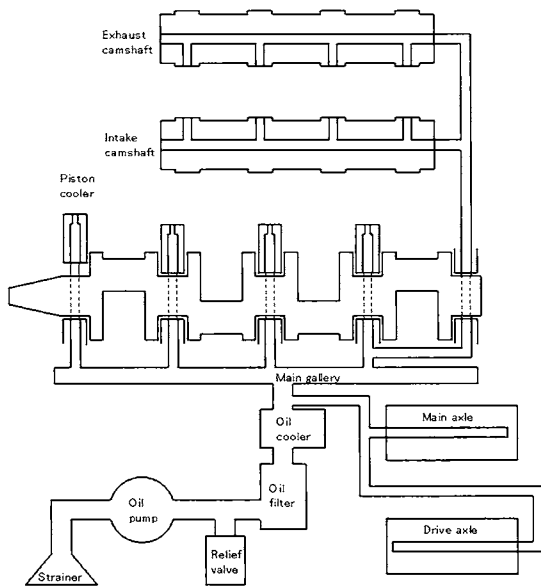 Exhaust
camshaft
Intake
camshaft
Piston
cooler
Main gallery
Oil
cooler
Main axle
Oil
filter
Oil
pump
Drive axle
Relief
valve
Strainer